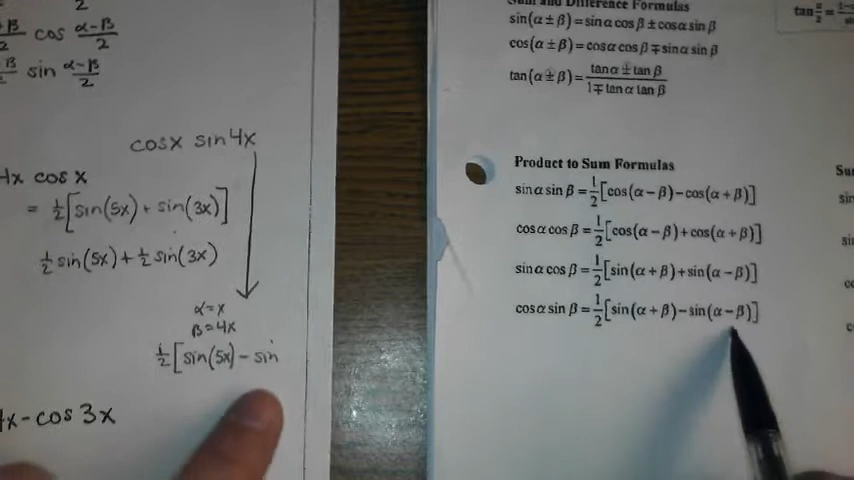 2
β/2 cos α-β/2
β/2 sin α-β/2
cosx sin4x
4x cosx
= 1/2[sin(5x) + sin(3x)]
1/2 sin(5x) + 1/2 sin(3x)
α=x
β=4x
1/2[sin(5x) - sin
4x - cos 3x
Sum and Difference Formulas
sin(α±β)=sinα cosβ±cosα sinβ
cos(α±β)=cosα cosβ∓sinα sinβ
tan(α±β)=tanα±tanβ/1∓tanα tanβ
Product to Sum Formulas
sinα sinβ=1/2[cos(α−β)−cos(α+β)]
cosα cosβ=1/2[cos(α−β)+cos(α+β)]
sinα cosβ=1/2[sin(α+β)+sin(α−β)]
cosα sinβ=1/2[sin(α+β)−sin(α−β)]